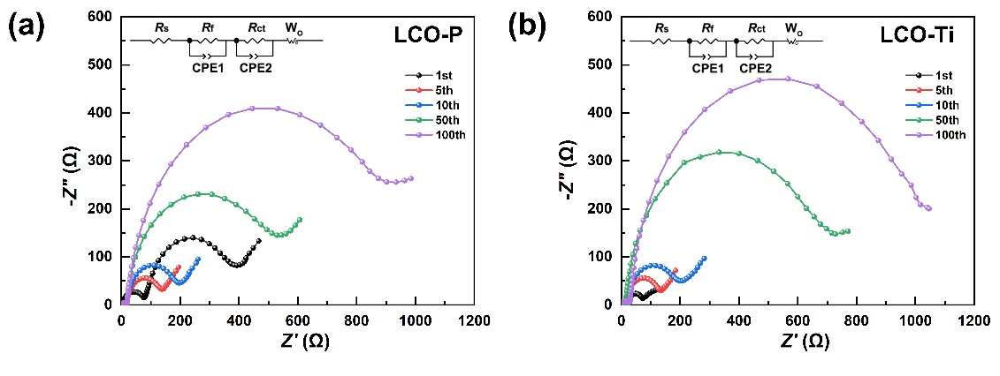 (a)
LCO-P
Rs
Rf
Rct
Wo
CPE1
CPE2
1st
5th
10th
50th
100th
600
500
400
300
200
100
0
-Z" (Ω)
0
200
400
600
800
1000
1200
Z' (Ω)
(b)
LCO-Ti
Rs
Rf
Rct
Wo
CPE1
CPE2
1st
5th
10th
50th
100th
600
500
400
300
200
100
0
-Z" (Ω)
0
200
400
600
800
1000
1200
Z' (Ω)